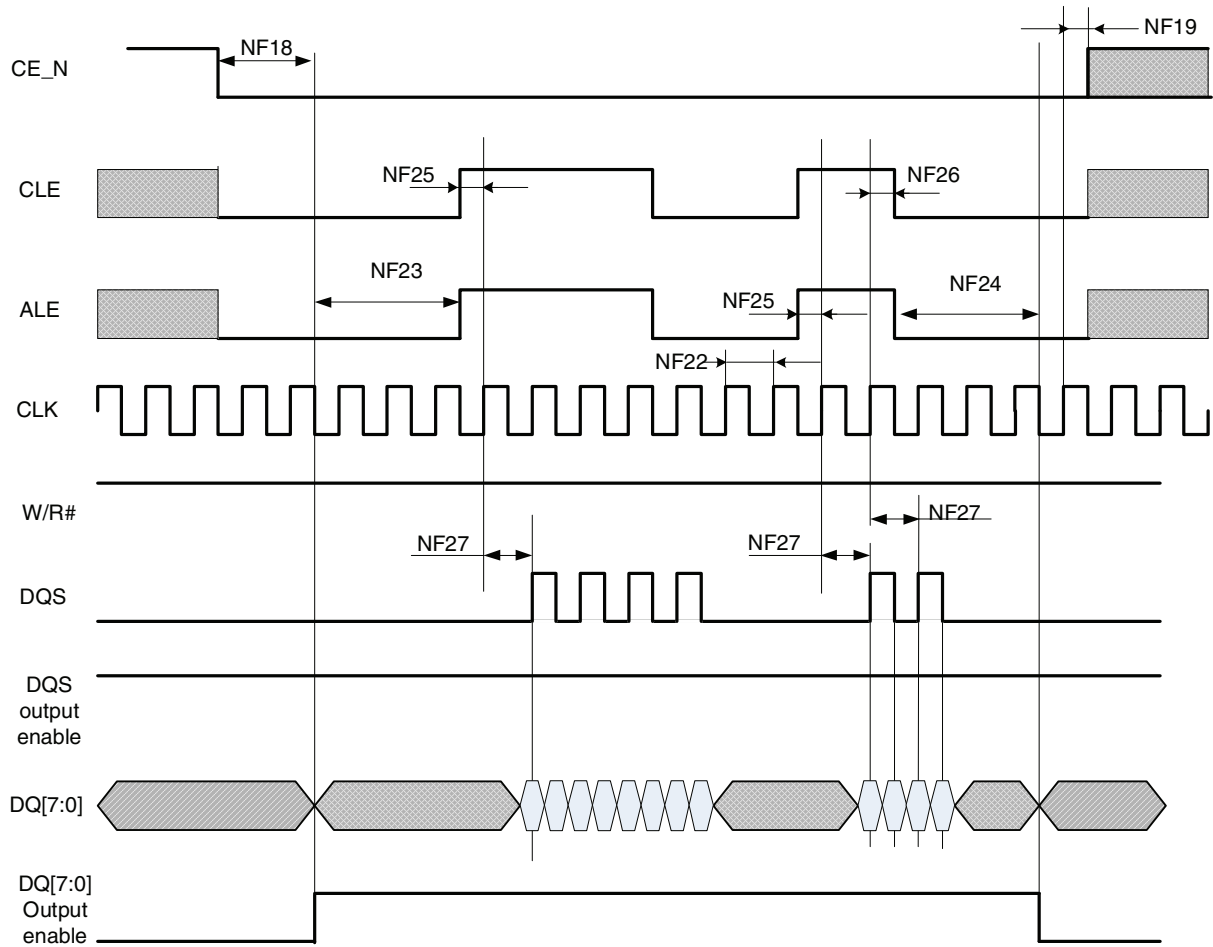 NF19
NF18
CE_N
NF25
NF26
CLE
NF23
NF24
ALE
NF25
NF22
CLK
W/R#
NF27
NF27
NF27
DQS
DQS
output
enable
DQ[7:0]
DQ[7:0]
Output
enable